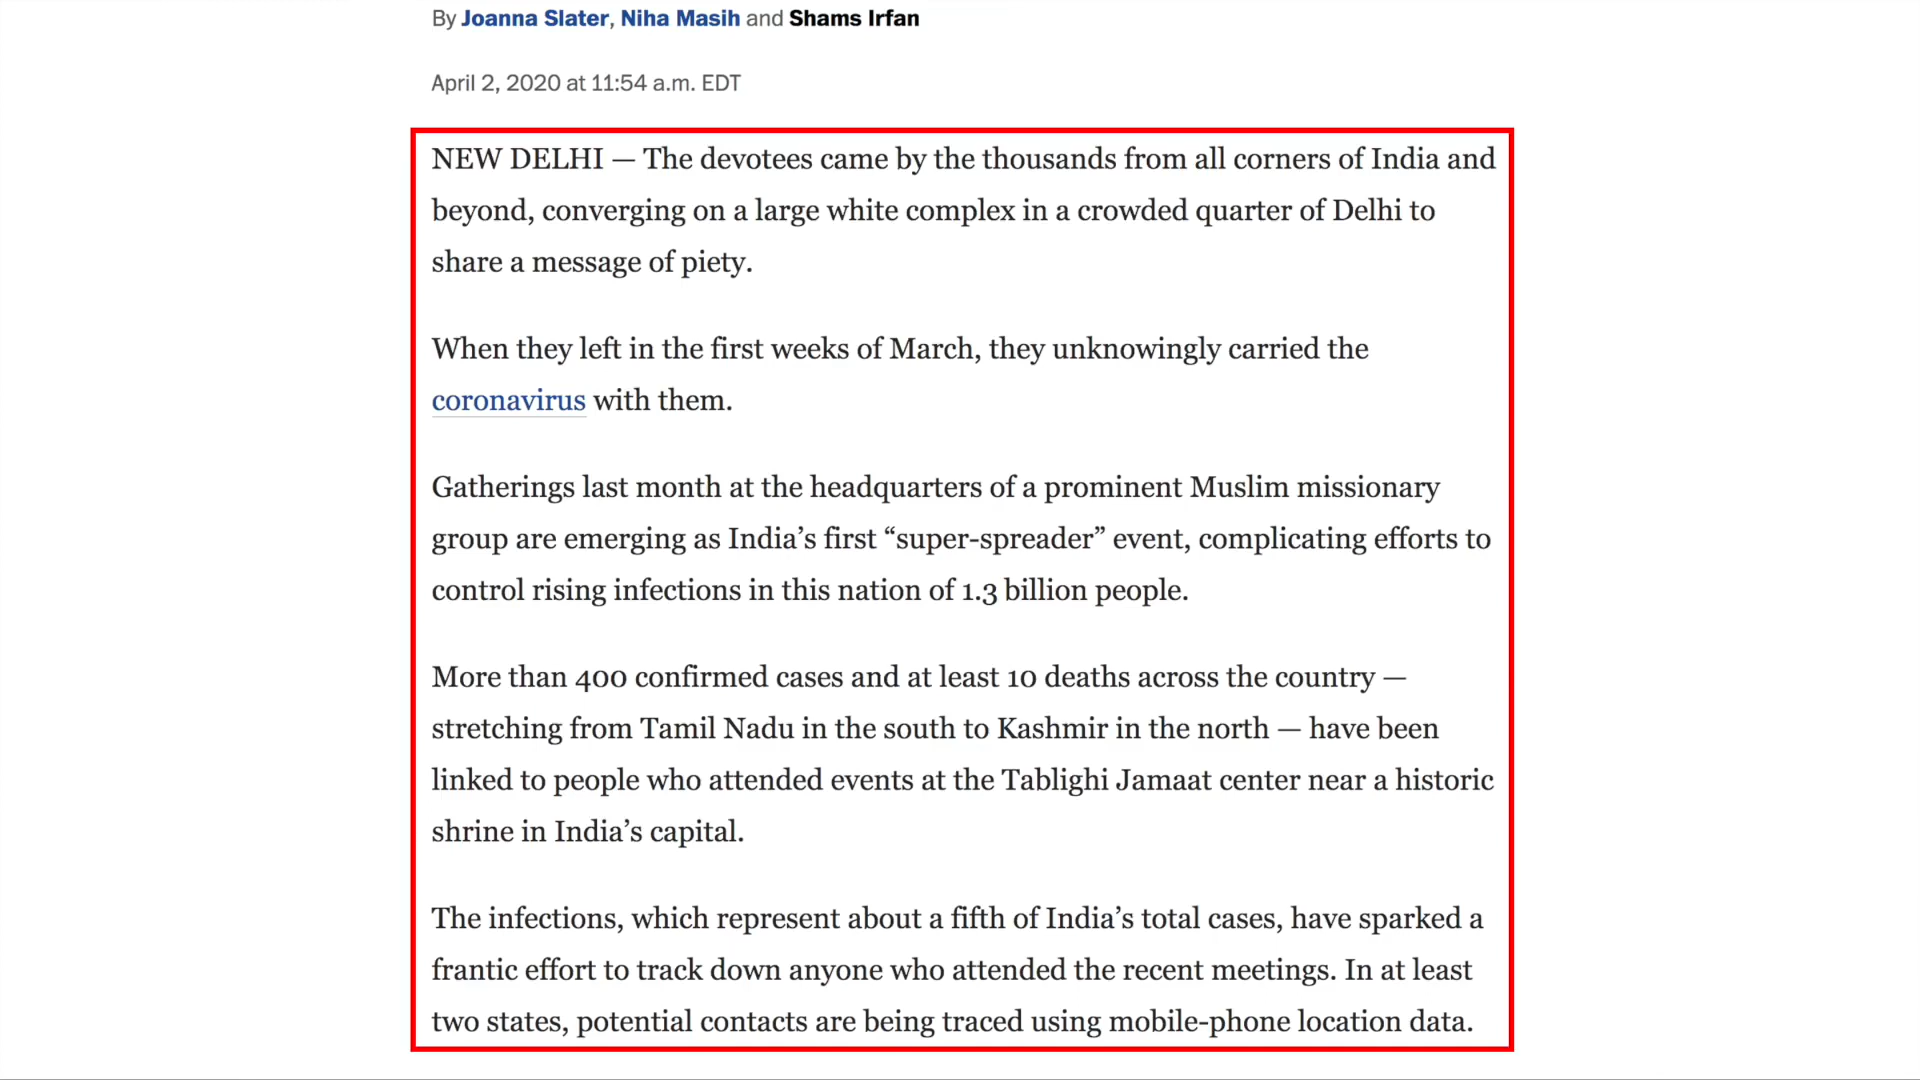 By Joanna Slater, Niha Masih and Shams Irfan
April 2, 2020 at 11:54 a.m. EDT
NEW DELHI — The devotees came by the thousands from all corners of India and
beyond, converging on a large white complex in a crowded quarter of Delhi to
share a message of piety.
When they left in the first weeks of March, they unknowingly carried the
coronavirus with them.
Gatherings last month at the headquarters of a prominent Muslim missionary
group are emerging as India’s first “super-spreader” event, complicating efforts to
control rising infections in this nation of 1.3 billion people.
More than 400 confirmed cases and at least 10 deaths across the country —
stretching from Tamil Nadu in the south to Kashmir in the north — have been
linked to people who attended events at the Tablighi Jamaat center near a historic
shrine in India’s capital.
The infections, which represent about a fifth of India’s total cases, have sparked a
frantic effort to track down anyone who attended the recent meetings. In at least
two states, potential contacts are being traced using mobile-phone location data.